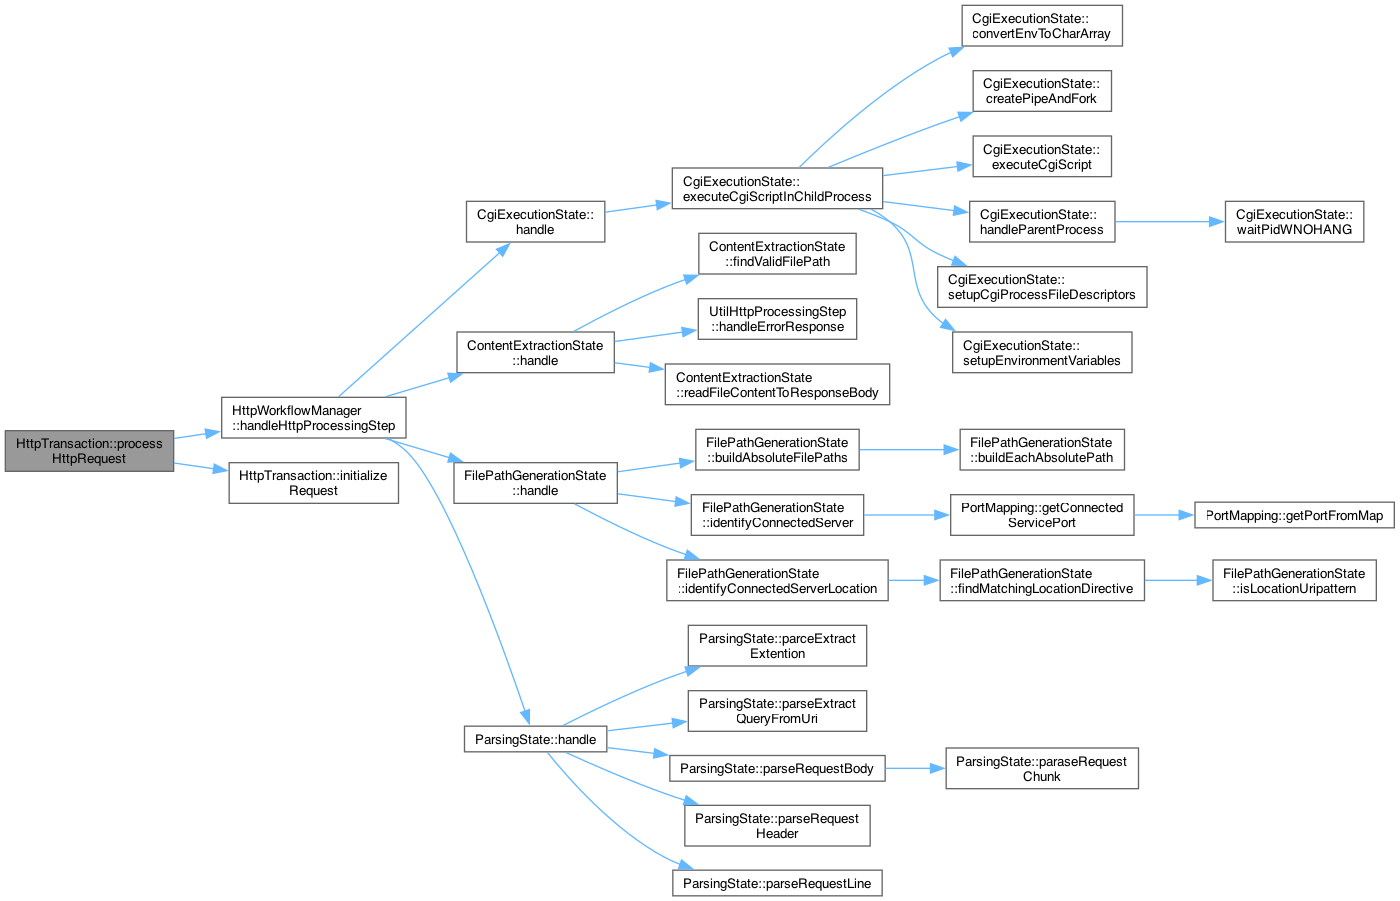 HttpTransaction::process
HttpRequest
HttpWorkflowManager
::handleHttpProcessingStep
HttpTransaction::initialize
Request
CgiExecutionState::
handle
ContentExtractionState
::handle
FilePathGenerationState
::handle
ParsingState::handle
CgiExecutionState::
executeCgiScriptInChildProcess
ContentExtractionState
::findValidFilePath
UtilHttpProcessingStep
::handleErrorResponse
ContentExtractionState
::readFileContentToResponseBody
FilePathGenerationState
::buildAbsoluteFilePaths
FilePathGenerationState
::identifyConnectedServer
FilePathGenerationState
::identifyConnectedServerLocation
ParsingState::parceExtract
Extention
ParsingState::parseExtract
QueryFromUri
ParsingState::parseRequestBody
ParsingState::parseRequest
Header
ParsingState::parseRequestLine
CgiExecutionState::
convertEnvToCharArray
CgiExecutionState::
createPipeAndFork
CgiExecutionState::
executeCgiScript
CgiExecutionState::
handleParentProcess
CgiExecutionState::
setupCgiProcessFileDescriptors
CgiExecutionState::
setupEnvironmentVariables
FilePathGenerationState
::buildEachAbsolutePath
PortMapping::getConnected
ServicePort
FilePathGenerationState
::findMatchingLocationDirective
ParsingState::paraseRequest
Chunk
CgiExecutionState::
waitPidWNOHANG
PortMapping::getPortFromMap
FilePathGenerationState
::isLocationUripattern